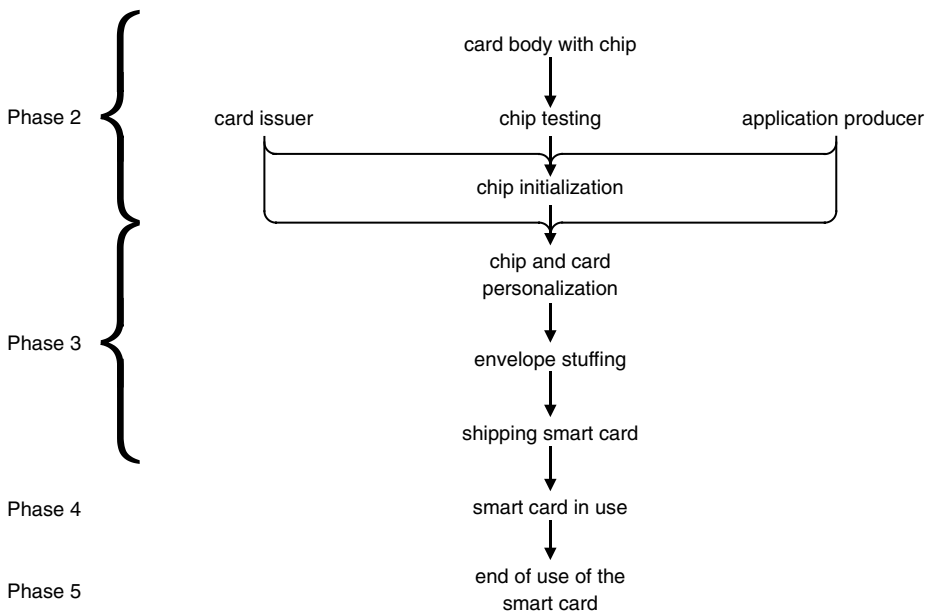 card body with chip
Phase 2
card issuer
chip testing
application producer
chip initialization
chip and card
personalization
Phase 3
envelope stuffing
shipping smart card
Phase 4
smart card in use
Phase 5
end of use of the
smart card